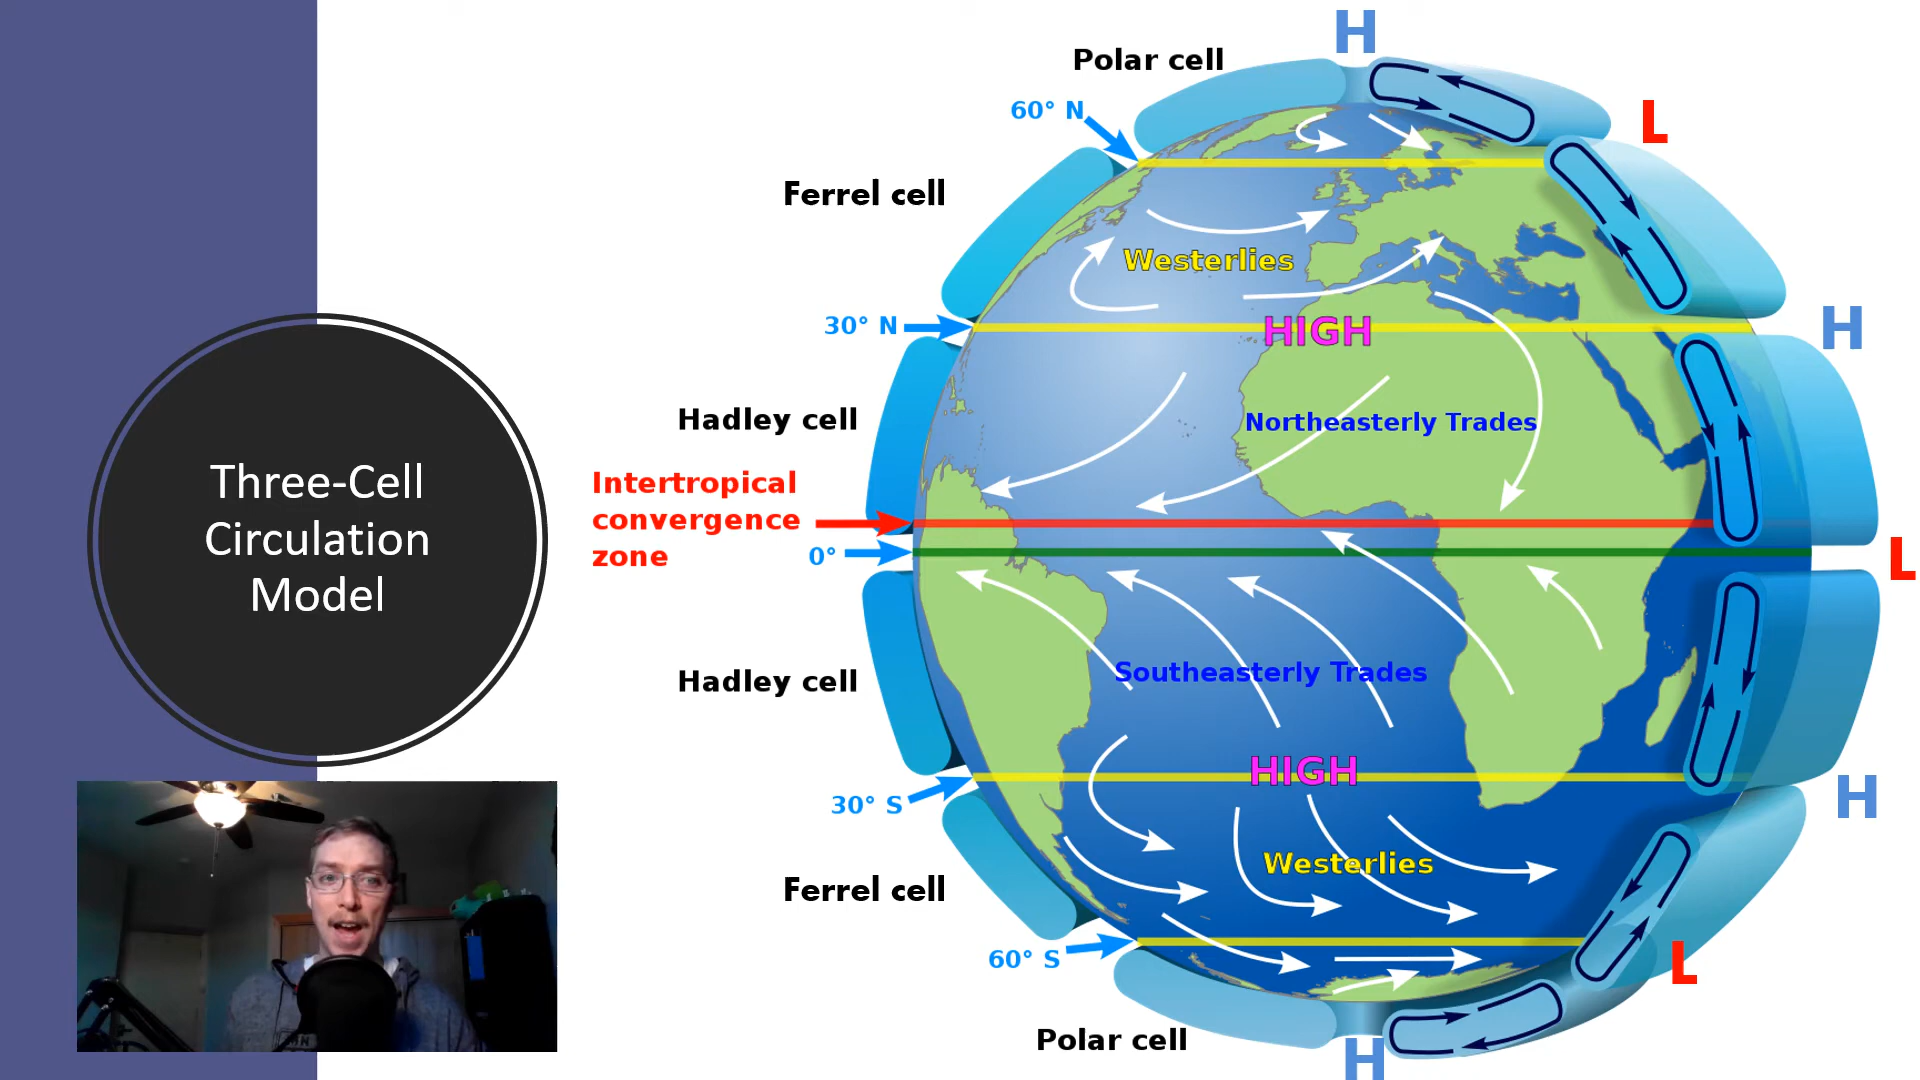 Three-Cell
Circulation
Model
H
Polar cell
60° N
L
Ferrel cell
Westerlies
30° N
HIGH
H
Hadley cell
Northeasterly Trades
Intertropical
convergence
zone
0°
L
Hadley cell
Southeasterly Trades
HIGH
30° S
H
Westerlies
Ferrel cell
60° S
L
Polar cell
H